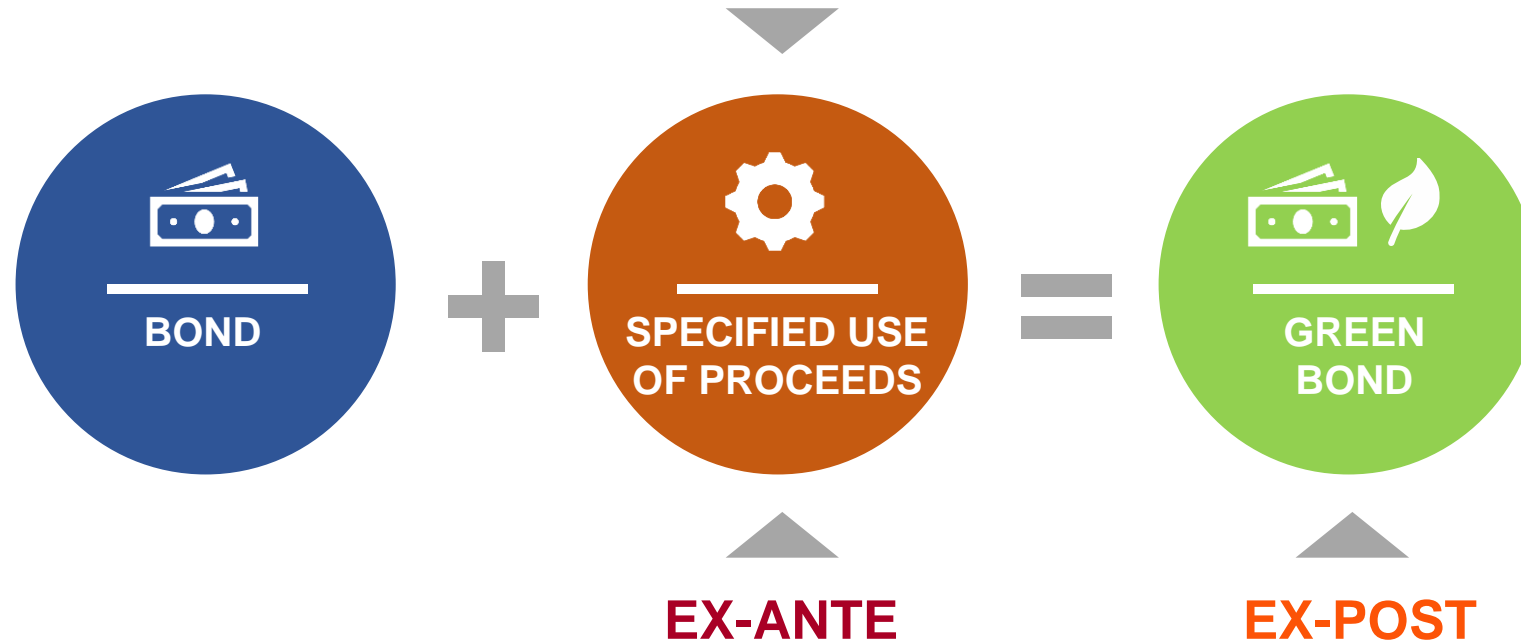 BOND
SPECIFIED USE
OF PROCEEDS
GREEN
BOND
EX-ANTE
EX-POST